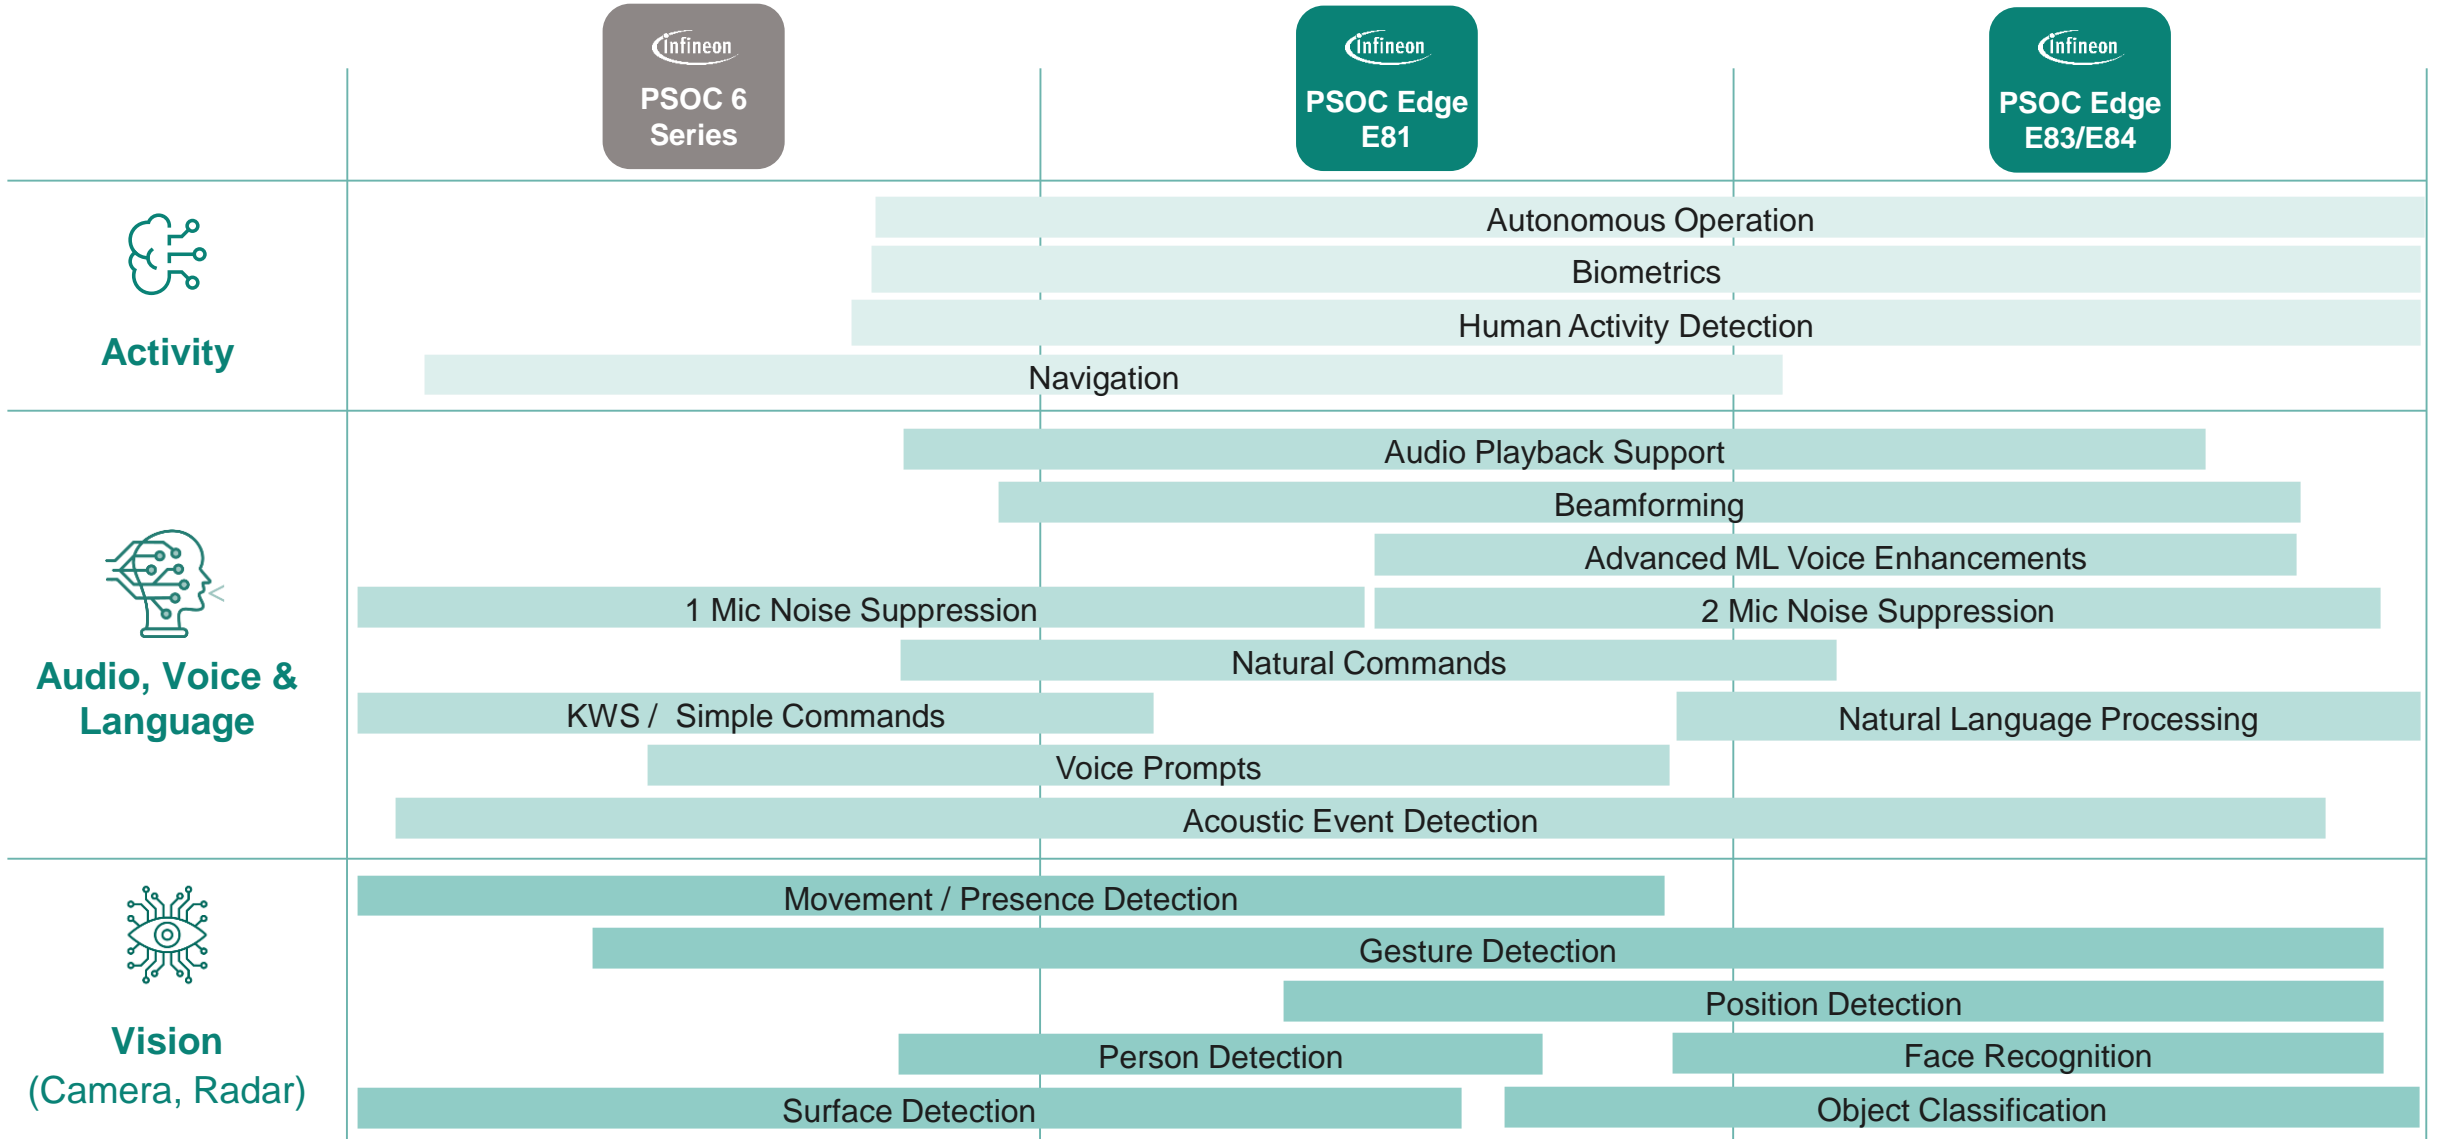 infineon
PSOC 6
Series
infineon
PSOC Edge
E81
infineon
PSOC Edge
E83/E84
Activity
Autonomous Operation
Biometrics
Human Activity Detection
Navigation
Audio, Voice &
Language
Audio Playback Support
Beamforming
Advanced ML Voice Enhancements
1 Mic Noise Suppression
2 Mic Noise Suppression
Natural Commands
KWS / Simple Commands
Natural Language Processing
Voice Prompts
Acoustic Event Detection
Vision
(Camera, Radar)
Movement / Presence Detection
Gesture Detection
Position Detection
Person Detection
Face Recognition
Surface Detection
Object Classification